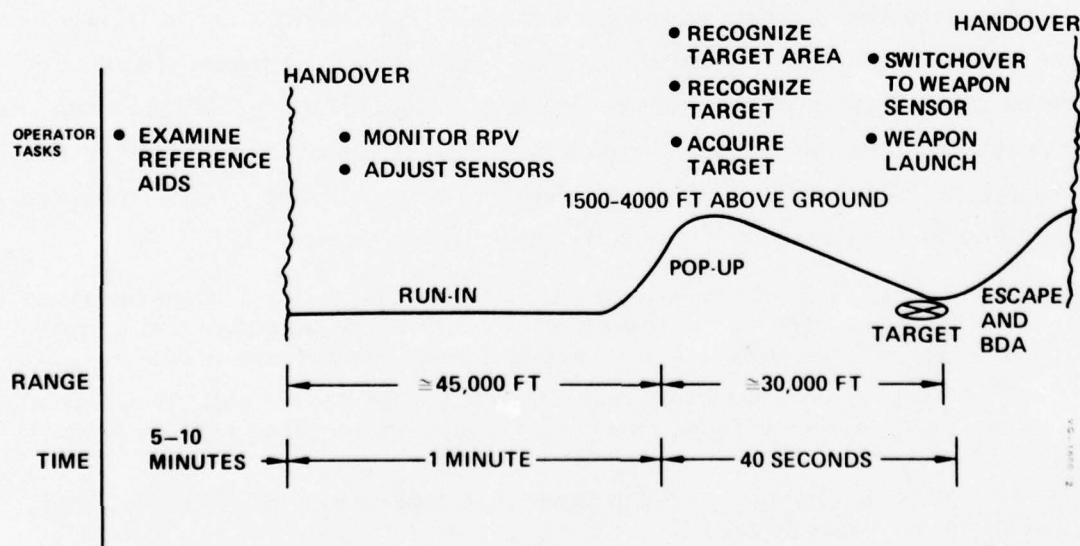 HANDOVER
OPERATOR
TASKS
• EXAMINE
REFERENCE
AIDS
HANDOVER
• MONITOR RPV
• ADJUST SENSORS
• RECOGNIZE
TARGET AREA
• RECOGNIZE
TARGET
• ACQUIRE
TARGET
• SWITCHOVER
TO WEAPON
SENSOR
• WEAPON
LAUNCH
1500-4000 FT ABOVE GROUND
POP-UP
RUN-IN
TARGET
ESCAPE
AND
BDA
RANGE
≅45,000 FT
≅30,000 FT
TIME
5-10
MINUTES
1 MINUTE
40 SECONDS